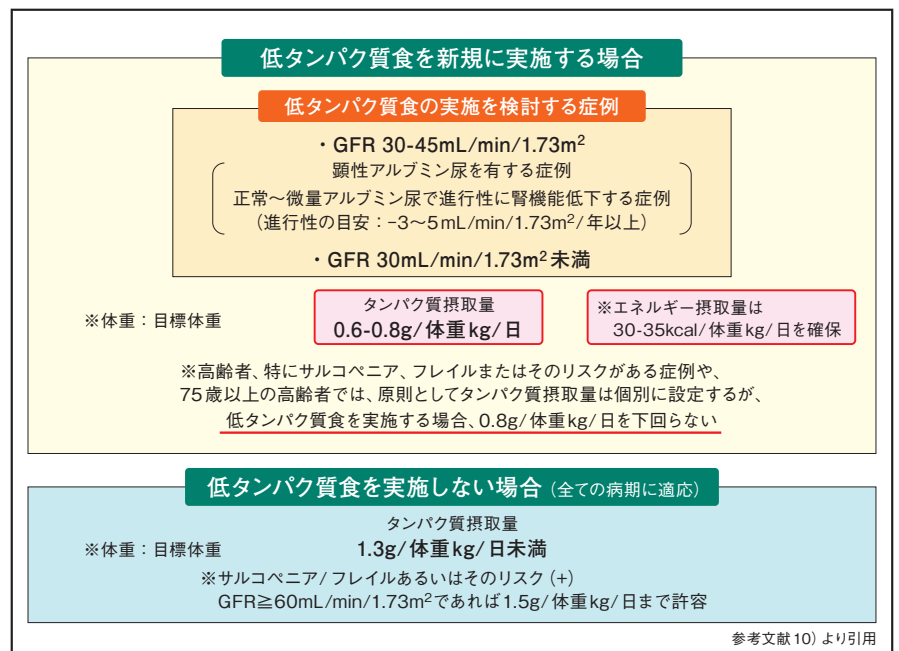 低タンパク質食を新規に実施する場合
低タンパク質食の実施を検討する症例
・GFR 30-45mL/min/1.73m²
顕性アルブミン尿を有する症例
正常〜微量アルブミン尿で進行性に腎機能低下する症例
（進行性の目安：−3〜5mL/min/1.73m²/年以上）
・GFR 30mL/min/1.73m²未満
※体重：目標体重
タンパク質摂取量
0.6-0.8g/体重kg/日
※エネルギー摂取量は
30-35kcal/体重kg/日を確保
※高齢者、特にサルコペニア、フレイルまたはそのリスクがある症例や、
75歳以上の高齢者では、原則としてタンパク質摂取量は個別に設定するが、
低タンパク質食を実施する場合、0.8g/体重kg/日を下回らない
低タンパク質食を実施しない場合（全ての病期に適応）
タンパク質摂取量
※体重：目標体重
1.3g/体重kg/日未満
※サルコペニア/フレイルあるいはそのリスク（+）
GFR≧60mL/min/1.73m²であれば1.5g/体重kg/日まで許容
参考文献10）より引用